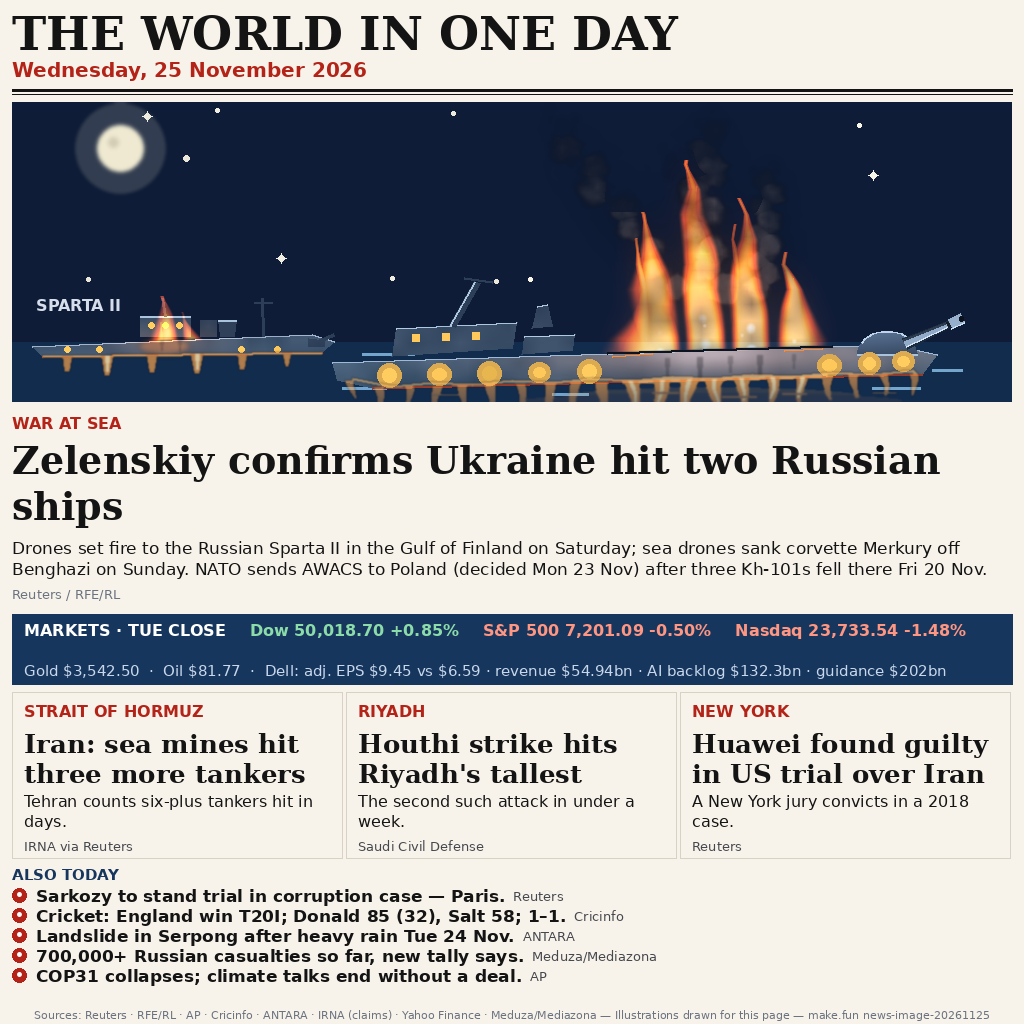 THE WORLD IN ONE DAY
Wednesday, 25 November 2026
SPARTA II
WAR AT SEA
Zelenskiy confirms Ukraine hit two Russian
ships
Drones set fire to the Russian Sparta II in the Gulf of Finland on Saturday; sea drones sank corvette Merkury off
Benghazi on Sunday. NATO sends AWACS to Poland (decided Mon 23 Nov) after three Kh-101s fell there Fri 20 Nov.
Reuters / RFE/RL
MARKETS · TUE CLOSE Dow 50,018.70 +0.85% S&P 500 7,201.09 -0.50% Nasdaq 23,733.54 -1.48%
Gold $3,542.50 · Oil $81.77 · Dell: adj. EPS $9.45 vs $6.59 · revenue $54.94bn · AI backlog $132.3bn · guidance $202bn
STRAIT OF HORMUZ
Iran: sea mines hit
three more tankers
Tehran counts six-plus tankers hit in
days.
IRNA via Reuters
RIYADH
Houthi strike hits
Riyadh's tallest
The second such attack in under a
week.
Saudi Civil Defense
NEW YORK
Huawei found guilty
in US trial over Iran
A New York jury convicts in a 2018
case.
Reuters
ALSO TODAY
Sarkozy to stand trial in corruption case — Paris. Reuters
Cricket: England win T20I; Donald 85 (32), Salt 58; 1–1. Cricinfo
Landslide in Serpong after heavy rain Tue 24 Nov. ANTARA
700,000+ Russian casualties so far, new tally says. Meduza/Mediazona
COP31 collapses; climate talks end without a deal. AP
Sources: Reuters · RFE/RL · AP · Cricinfo · ANTARA · IRNA (claims) · Yahoo Finance · Meduza/Mediazona — Illustrations drawn for this page — make.fun news-image-20261125